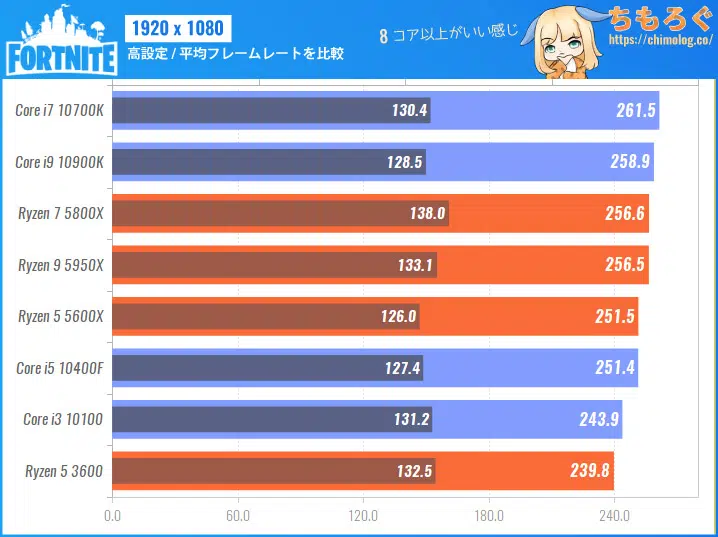 FORTNITE
1920 x 1080
高設定 / 平均フレームレートを比較
8 コア以上がいい感じ
ちもろぐ
https://chimolog.co/
Core i7 10700K 130.4 261.5
Core i9 10900K 128.5 258.9
Ryzen 7 5800X 138.0 256.6
Ryzen 9 5950X 133.1 256.5
Ryzen 5 5600X 126.0 251.5
Core i5 10400F 127.4 251.4
Core i3 10100 131.2 243.9
Ryzen 5 3600 132.5 239.8
0.0 60.0 120.0 180.0 240.0